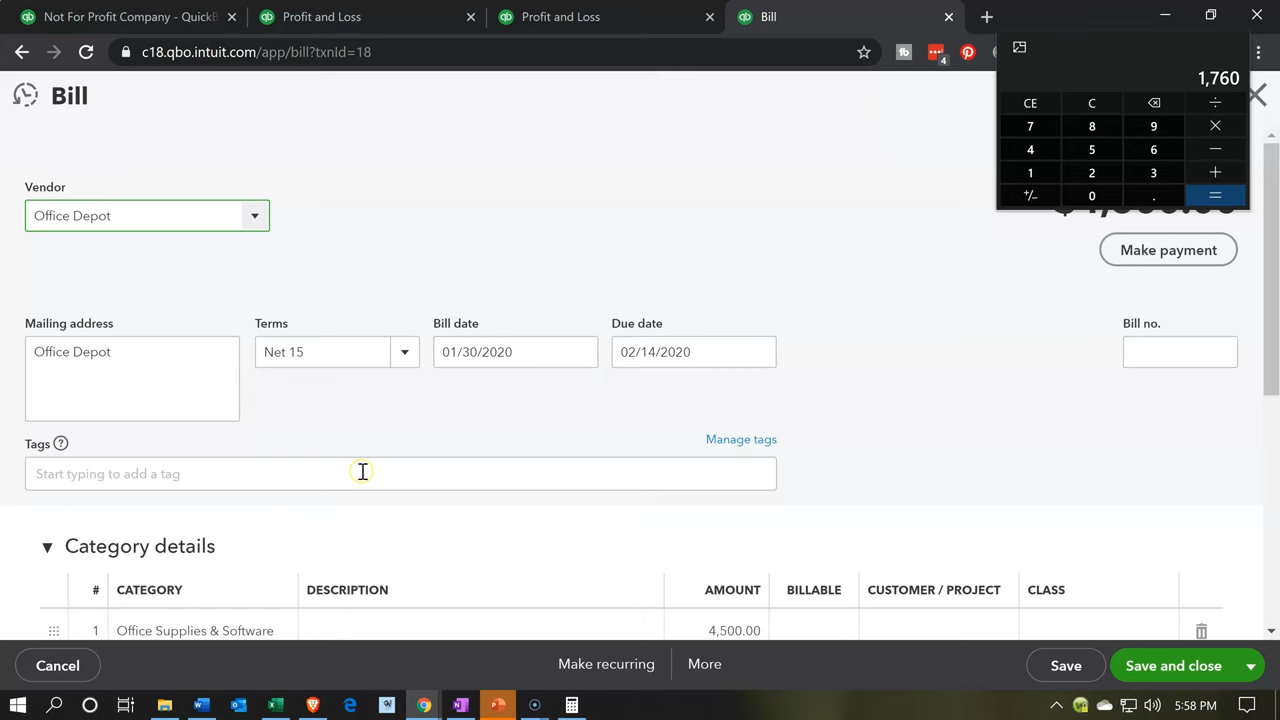 Not For Profit Company - QuickB
Profit and Loss
Profit and Loss
Bill
c18.qbo.intuit.com/app/bill?txnId=18
4
1,760
CE C
7 8 9
4 5 6
1 2 3
0 .
Bill
Vendor
Office Depot
Make payment
Mailing address
Terms
Bill date
Due date
Bill no.
Office Depot
Net 15
01/30/2020
02/14/2020
Tags
Manage tags
Start typing to add a tag
Category details
# CATEGORY DESCRIPTION AMOUNT BILLABLE CUSTOMER / PROJECT CLASS
1 Office Supplies & Software 4,500.00
Cancel
Make recurring
More
Save
Save and close
5:58 PM